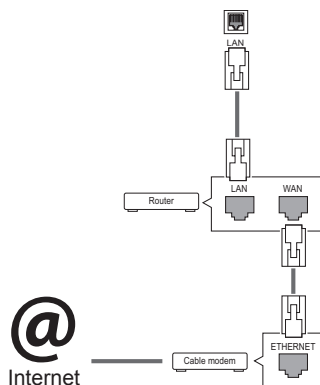 LAN
LAN WAN
Router
ETHERNET
@
Cable modem
Internet